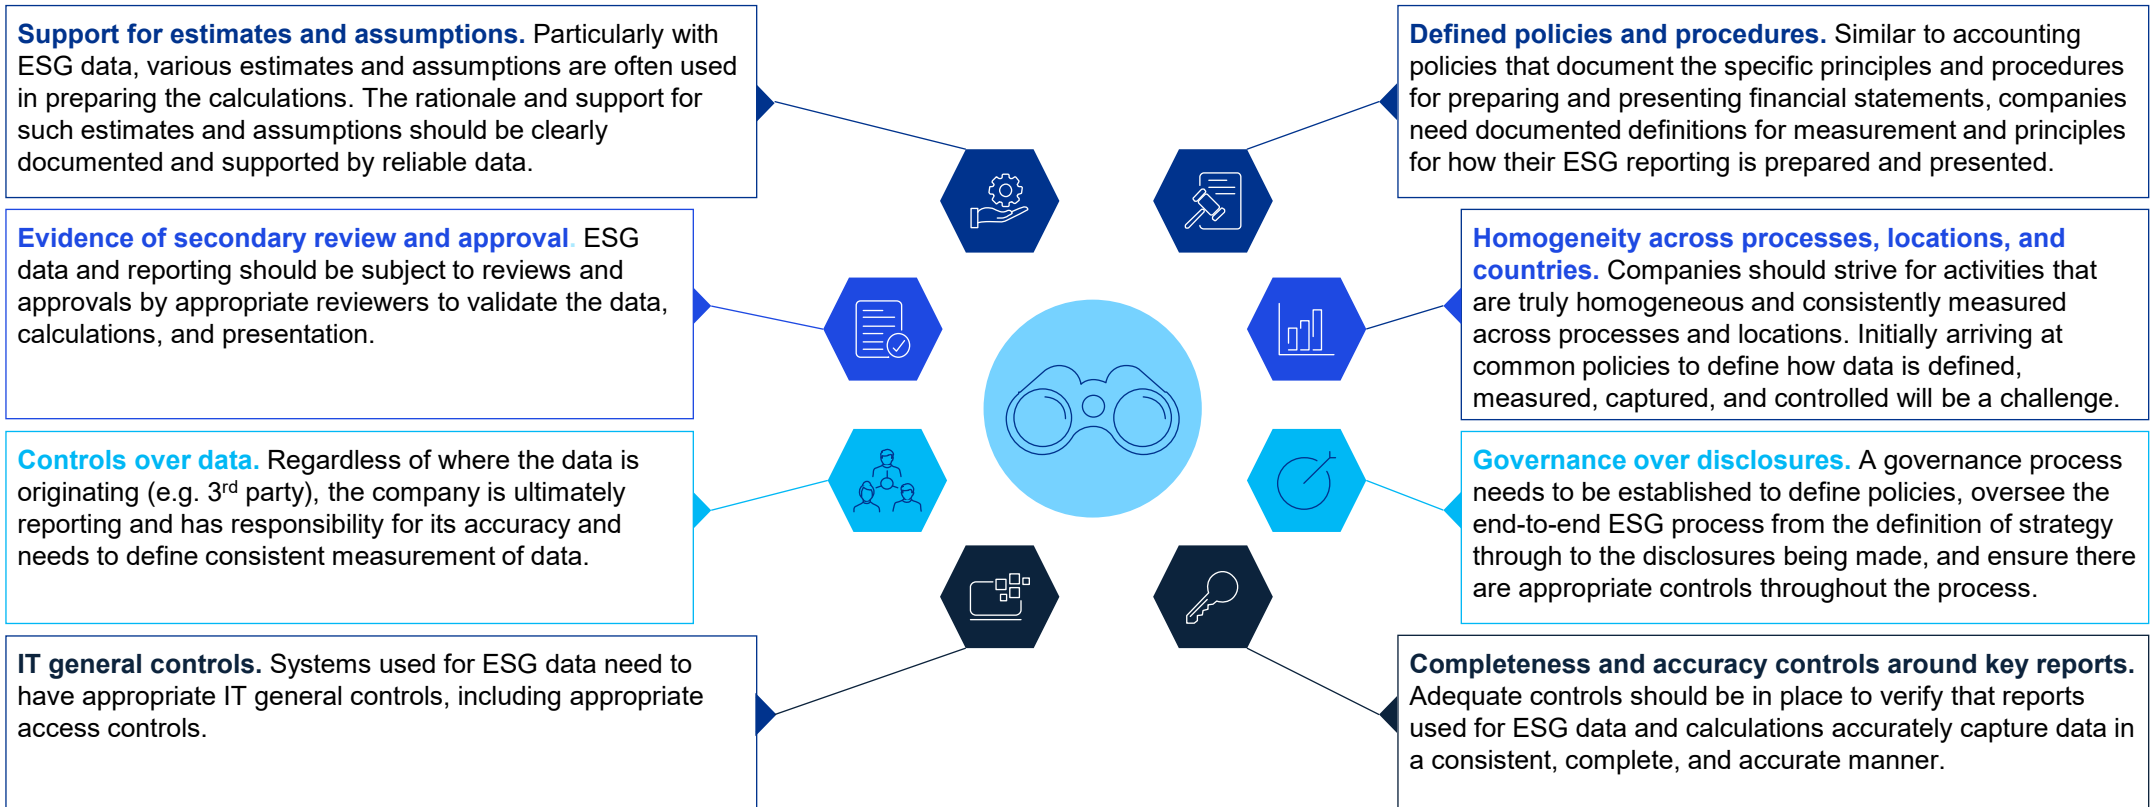 Support for estimates and assumptions. Particularly with
ESG data, various estimates and assumptions are often used
in preparing the calculations. The rationale and support for
such estimates and assumptions should be clearly
documented and supported by reliable data.
Evidence of secondary review and approval. ESG
data and reporting should be subject to reviews and
approvals by appropriate reviewers to validate the data,
calculations, and presentation.
Controls over data. Regardless of where the data is
originating (e.g. 3rd party), the company is ultimately
reporting and has responsibility for its accuracy and
needs to define consistent measurement of data.
IT general controls. Systems used for ESG data need to
have appropriate IT general controls, including appropriate
access controls.
Defined policies and procedures. Similar to accounting
policies that document the specific principles and procedures
for preparing and presenting financial statements, companies
need documented definitions for measurement and principles
for how their ESG reporting is prepared and presented.
Homogeneity across processes, locations, and
countries. Companies should strive for activities that
are truly homogeneous and consistently measured
across processes and locations. Initially arriving at
common policies to define how data is defined,
measured, captured, and controlled will be a challenge.
Governance over disclosures. A governance process
needs to be established to define policies, oversee the
end-to-end ESG process from the definition of strategy
through to the disclosures being made, and ensure there
are appropriate controls throughout the process.
Completeness and accuracy controls around key reports.
Adequate controls should be in place to verify that reports
used for ESG data and calculations accurately capture data in
a consistent, complete, and accurate manner.